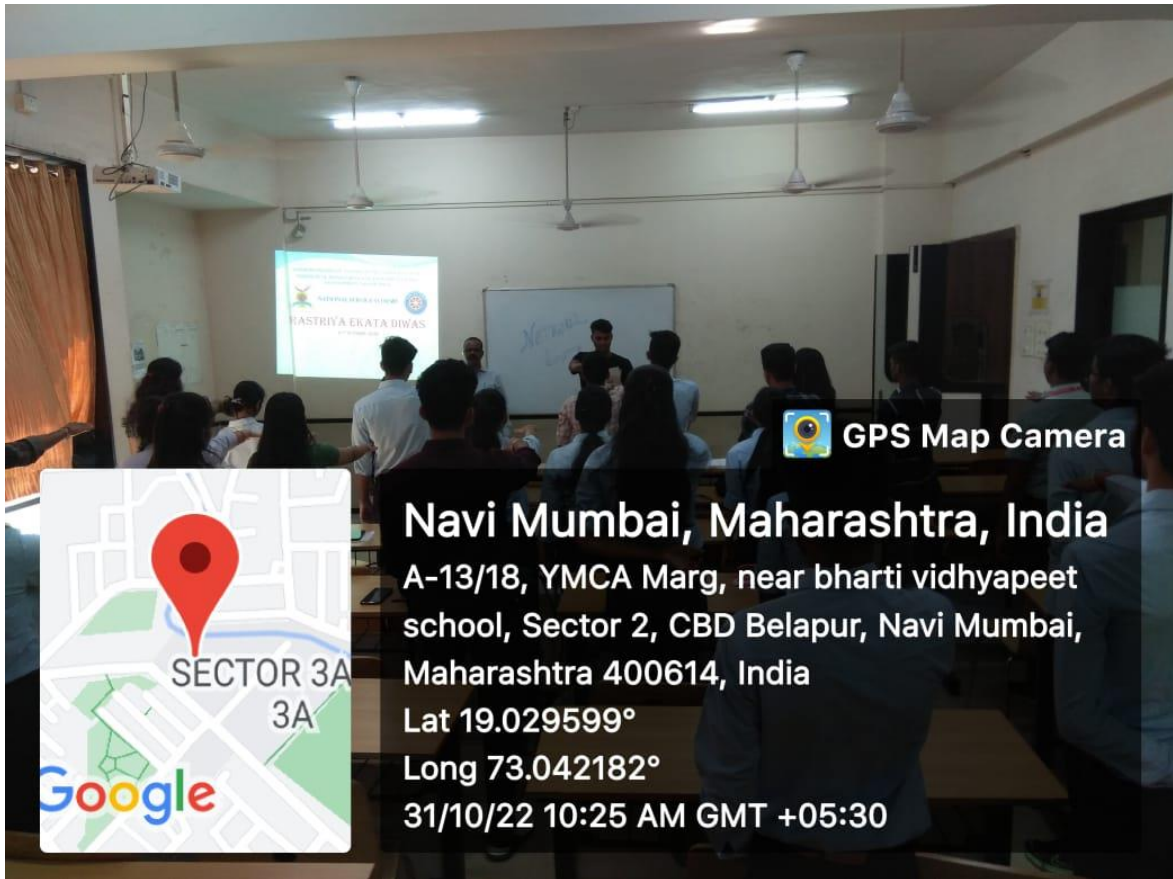 NATIONAL SERVICE SCHEME
RASTRIYA EKATA DIWAS
NETWORK
GPS Map Camera
Navi Mumbai, Maharashtra, India
A-13/18, YMCA Marg, near bharti vidhyapeet
school, Sector 2, CBD Belapur, Navi Mumbai,
Maharashtra 400614, India
Lat 19.029599°
Long 73.042182°
31/10/22 10:25 AM GMT +05:30
SECTOR 3A
3A
Google